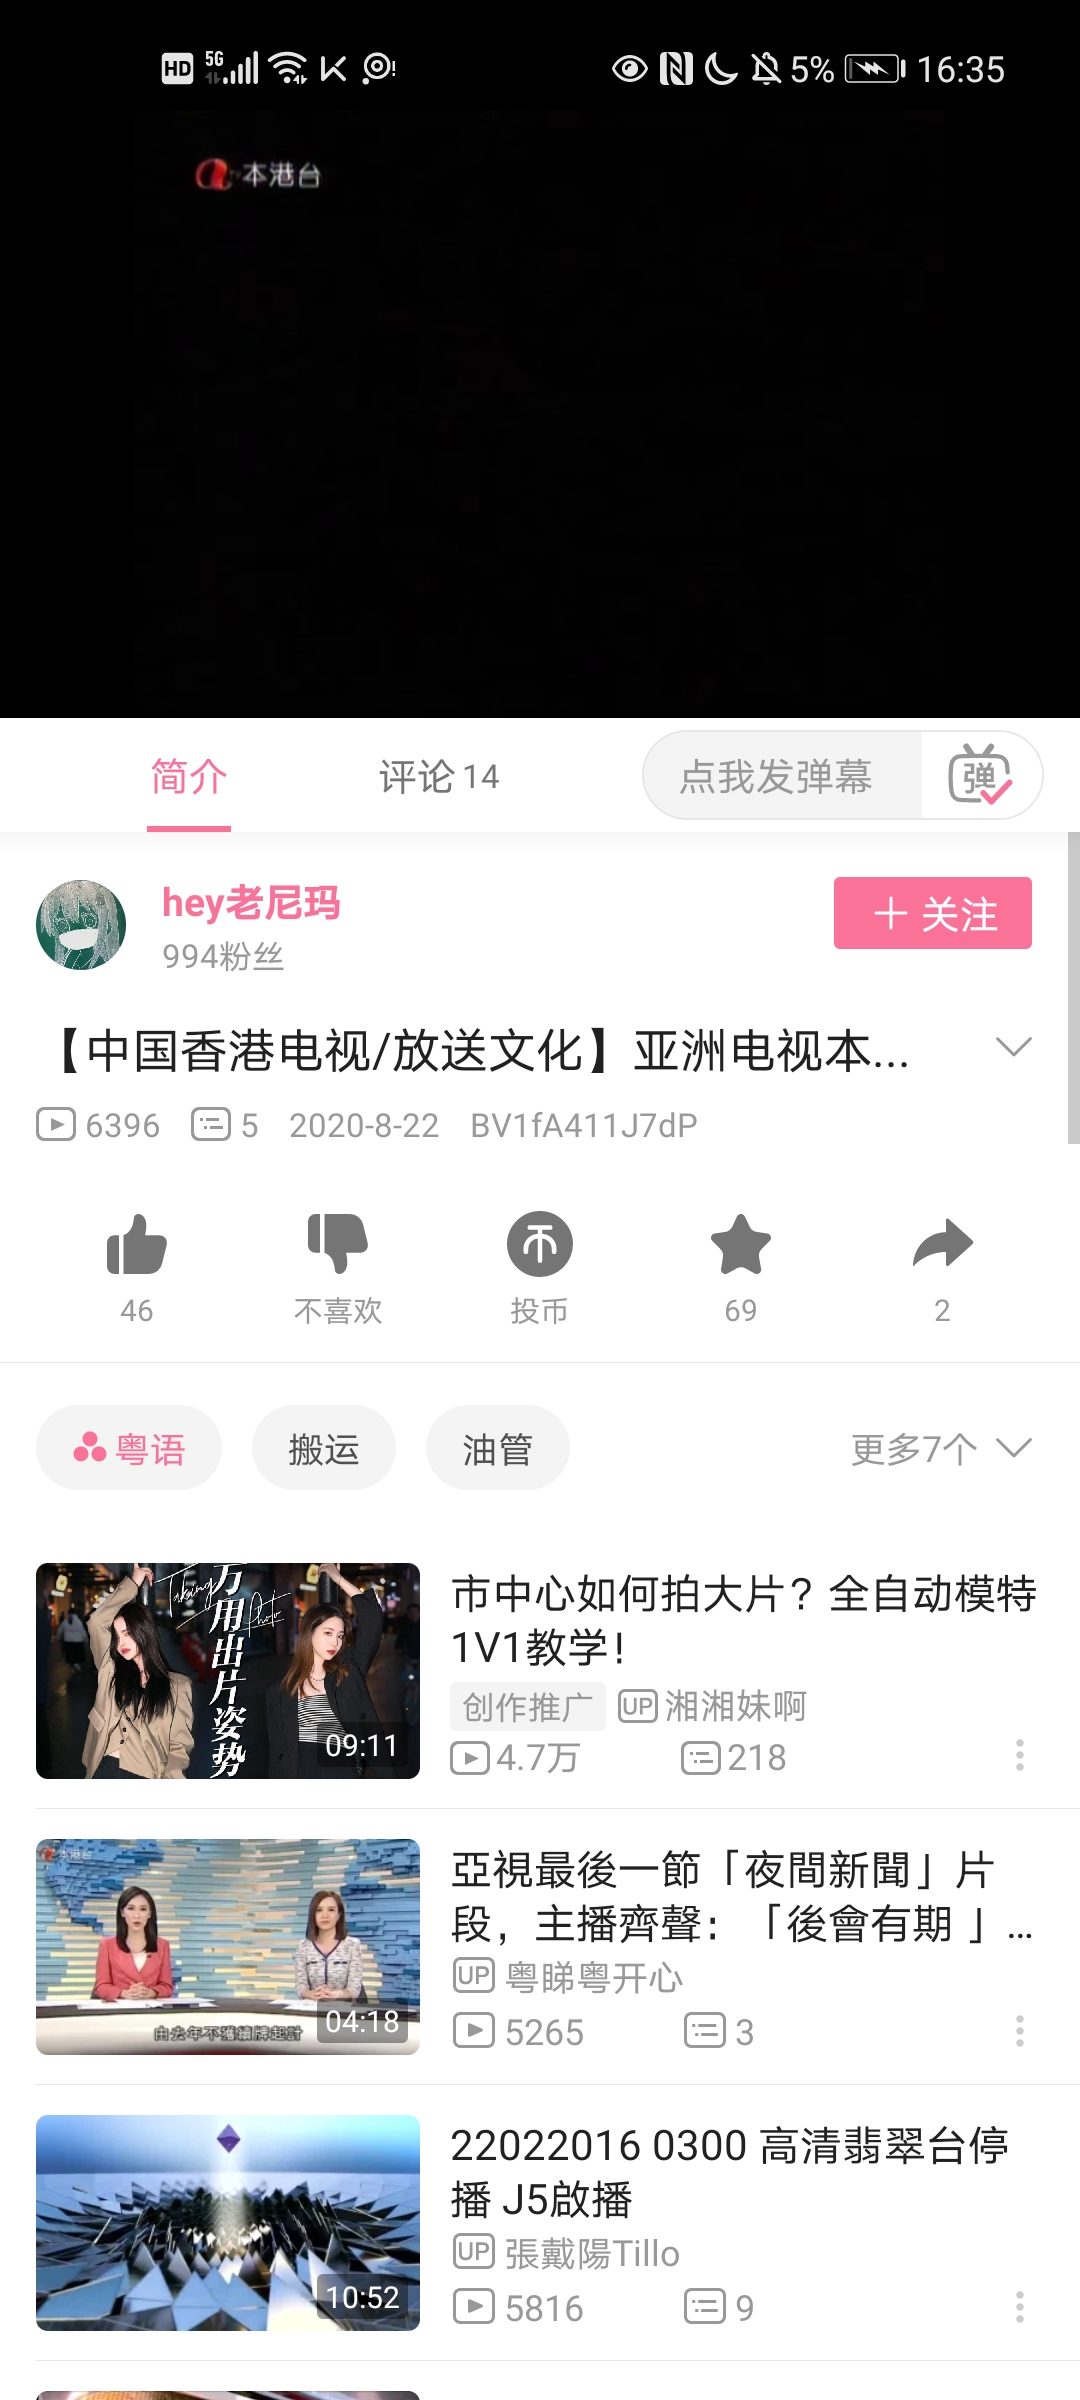 HD 5G 5% 16:35
本港台
简介 评论 14 点我发弹幕 弹
hey老尼玛
994粉丝
关注
【中国香港电视/放送文化】亚洲电视本...
6396 5 2020-8-22 BV1fA411J7dP
46 不喜欢 投币 69 2
粤语 搬运 油管 更多7个
Taking
Photo
万用出片姿势
09:11
市中心如何拍大片？全自动模特
1V1教学！
创作推广 UP 湘湘妹啊
4.7万 218
本港台
由去年不獲續牌起計
04:18
亞視最後一節「夜間新聞」片
段，主播齊聲：「後會有期 」...
UP 粤睇粤开心
5265 3
10:52
22022016 0300 高清翡翠台停
播 J5啟播
UP 張戴陽Tillo
5816 9